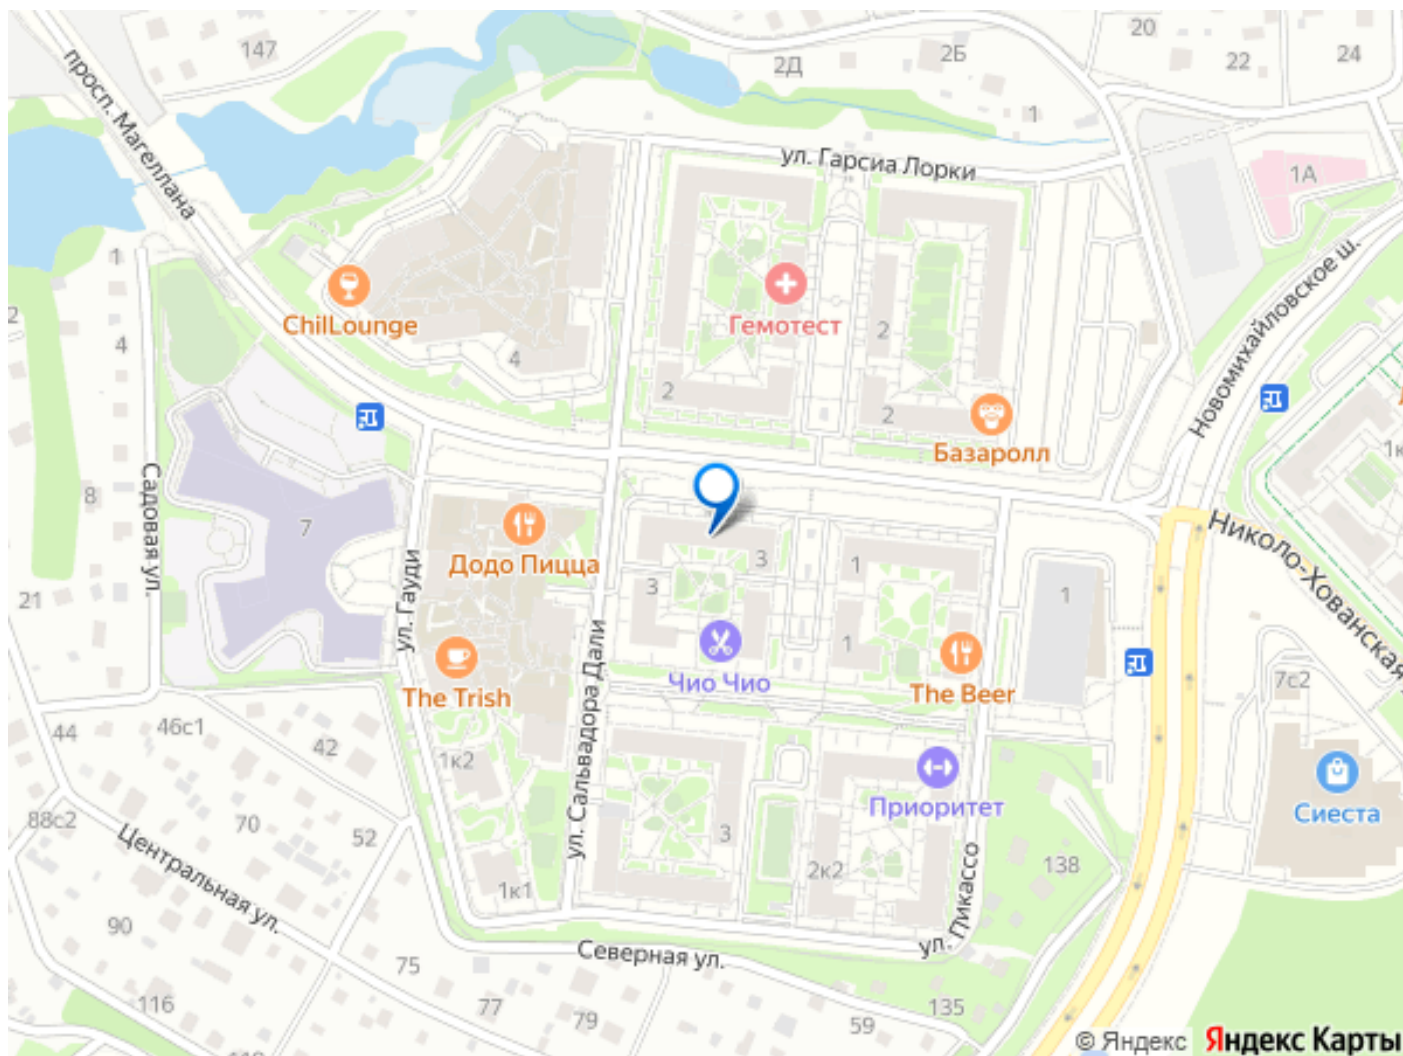 147
2Д
2Б
20
22
24
1
просп. Магеллана
ул. Гарсиа Лорки
1А
1
2
4
ChilLounge
4
Гемотест
2
2
2
Базаролл
Новомихайловское ш.
8
Садовая ул.
7
21
ул. Гауди
Додо Пицца
3
3
1
1
1
Николо-Хованская
The Trish
ул. Сальвадора Дали
Чио Чио
The Beer
7с2
44
46с1
42
1к2
Приоритет
Сиеста
88с2
70
52
3
2к2
138
Центральная ул.
1к1
90
ул. Пикассо
Северная ул.
75
116
77
79
135
59
© Яндекс Яндекс Карты